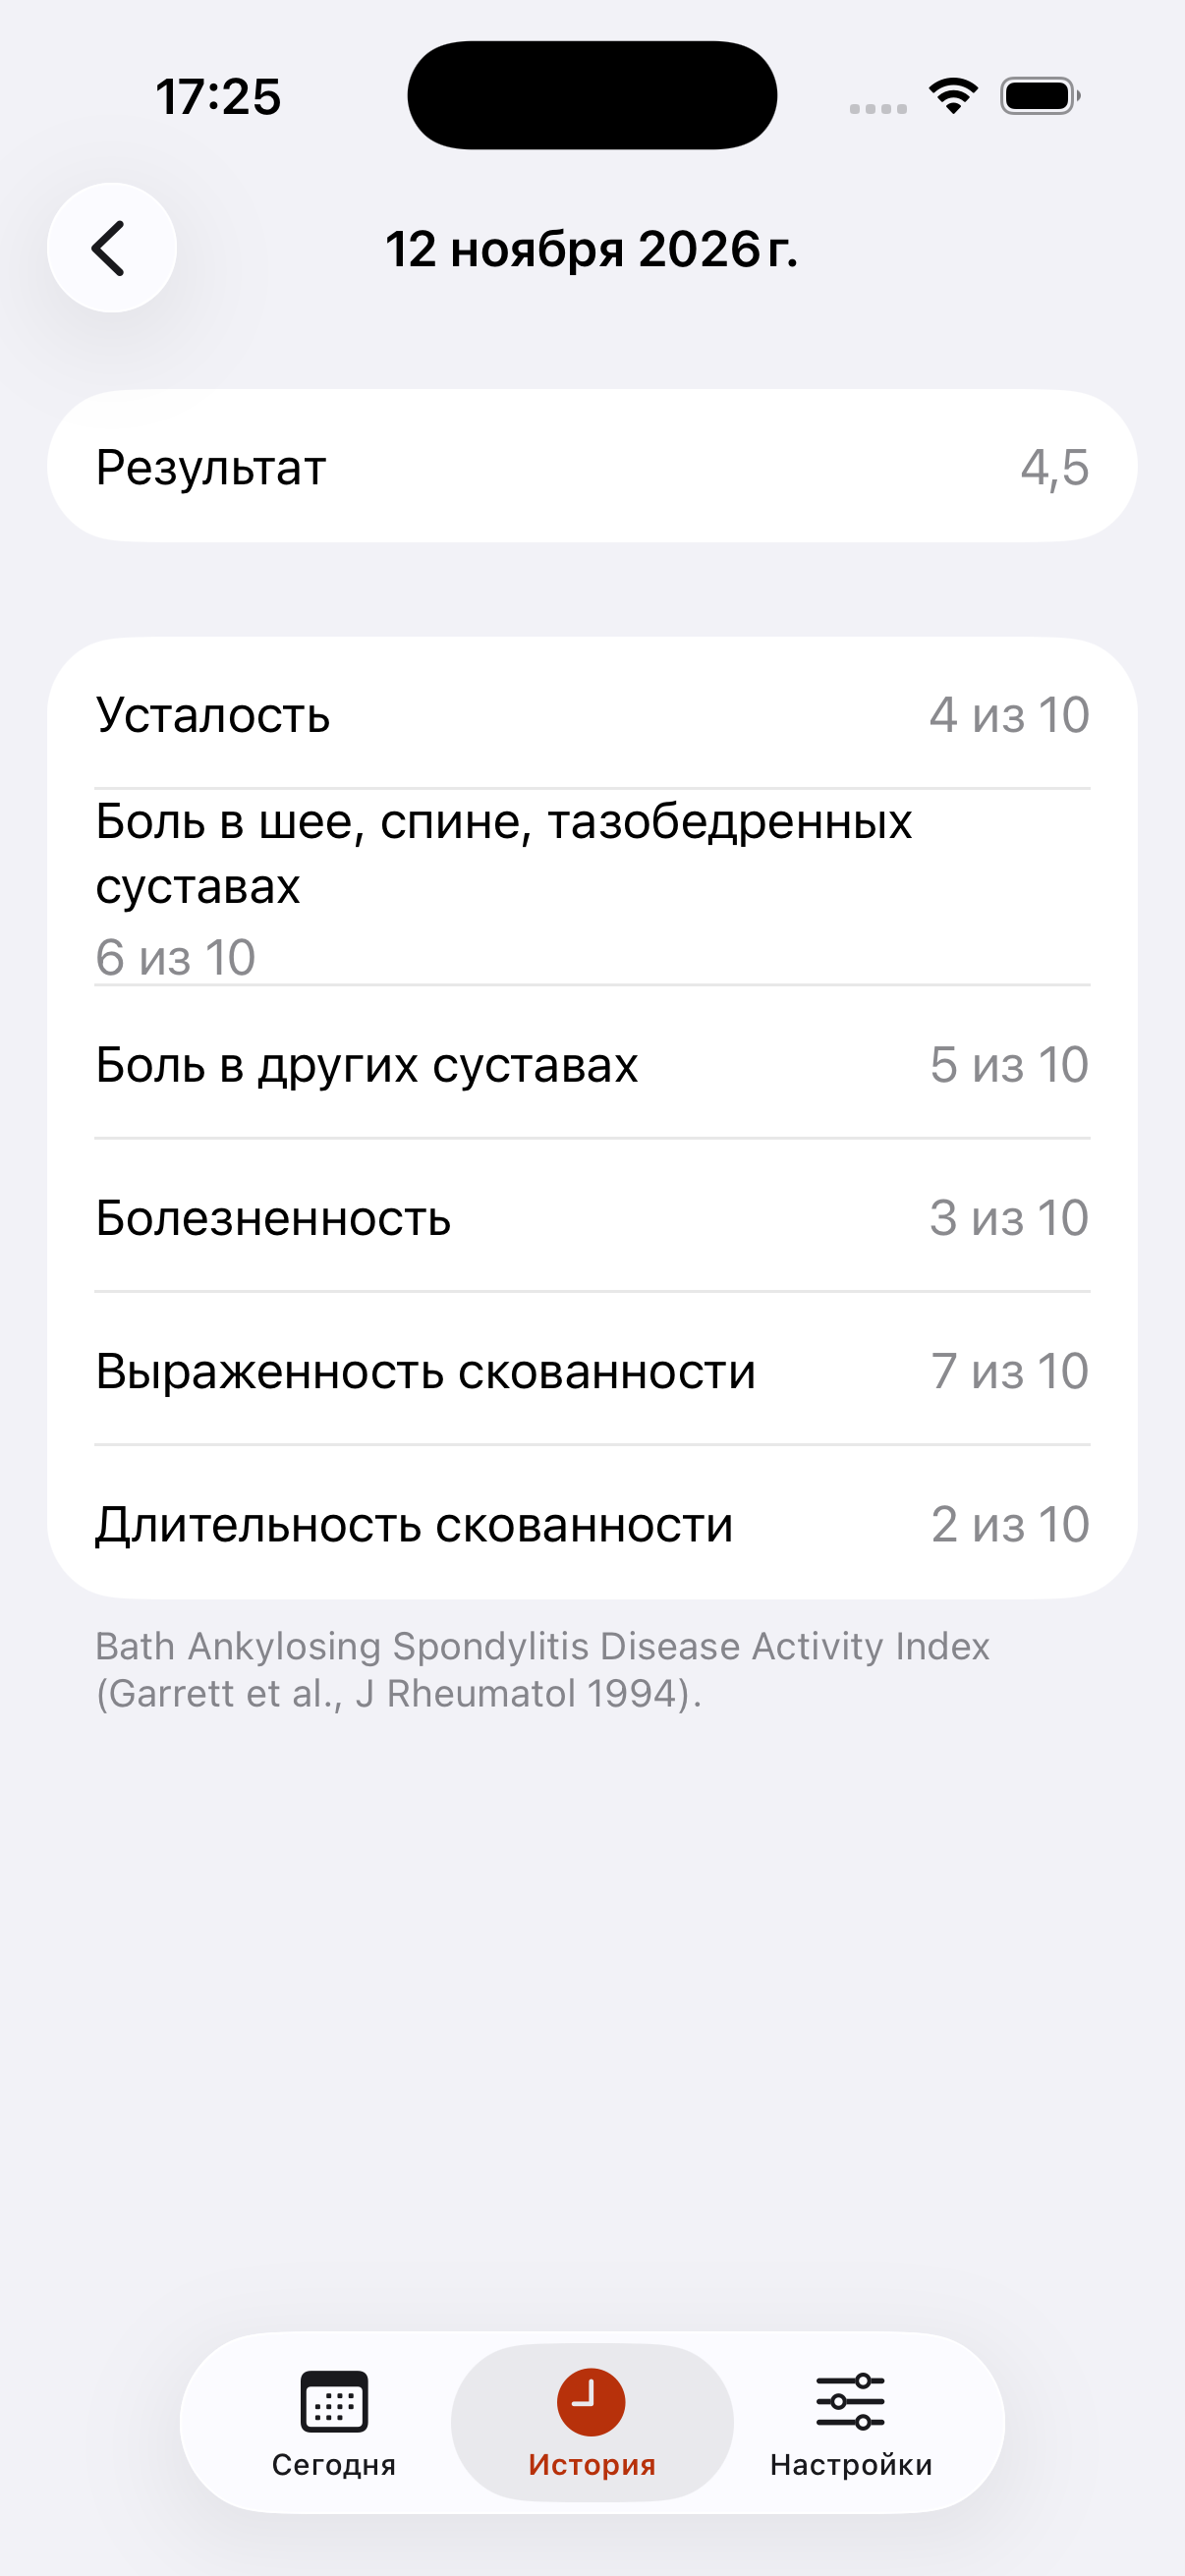 17:25
12 ноября 2026 г.
Результат 4,5
Усталость 4 из 10
Боль в шее, спине, тазобедренных
суставах
6 из 10
Боль в других суставах 5 из 10
Болезненность 3 из 10
Выраженность скованности 7 из 10
Длительность скованности 2 из 10
Bath Ankylosing Spondylitis Disease Activity Index
(Garrett et al., J Rheumatol 1994).
Сегодня История Настройки